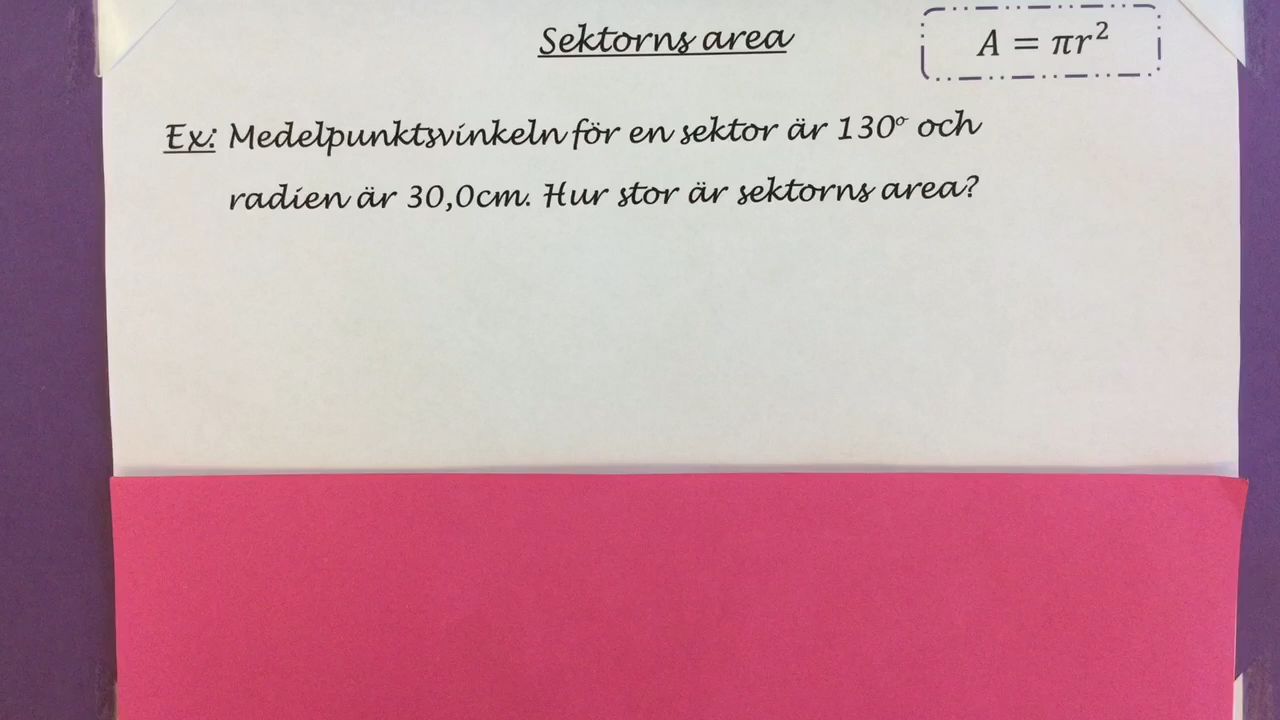 Sektorns area
A = πr²
Ex: Medelpunktsvinkeln för en sektor är 130° och
radien är 30,0cm. Hur stor är sektorns area?